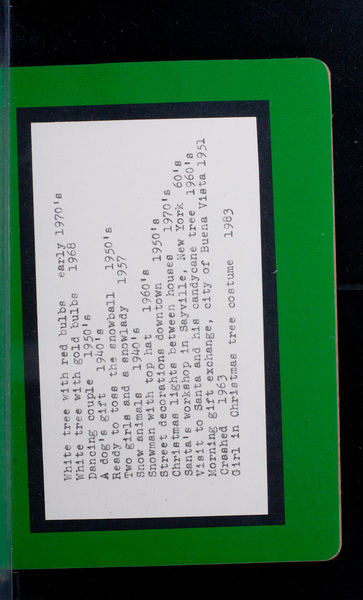 White tree with red bulbs early 1970's
White tree with gold bulbs 1968
Dancing couple 1950's
A dog's gift 1940's
Ready to toss the snowball 1950's
Two girls and a snowlady 1957
Snowhanimals 1940's
Snowman with top hat 1960's
Street decorations downtown 1950's
Christmas lights between houses 1970's
Santa's workshop in Sayville, New York 60's
Visit to Santa and his candycane tree 1960's
Morning gift exchange, city of Buena Vista 1951
Crashed 1963
Girl in Christmas tree costume 1983